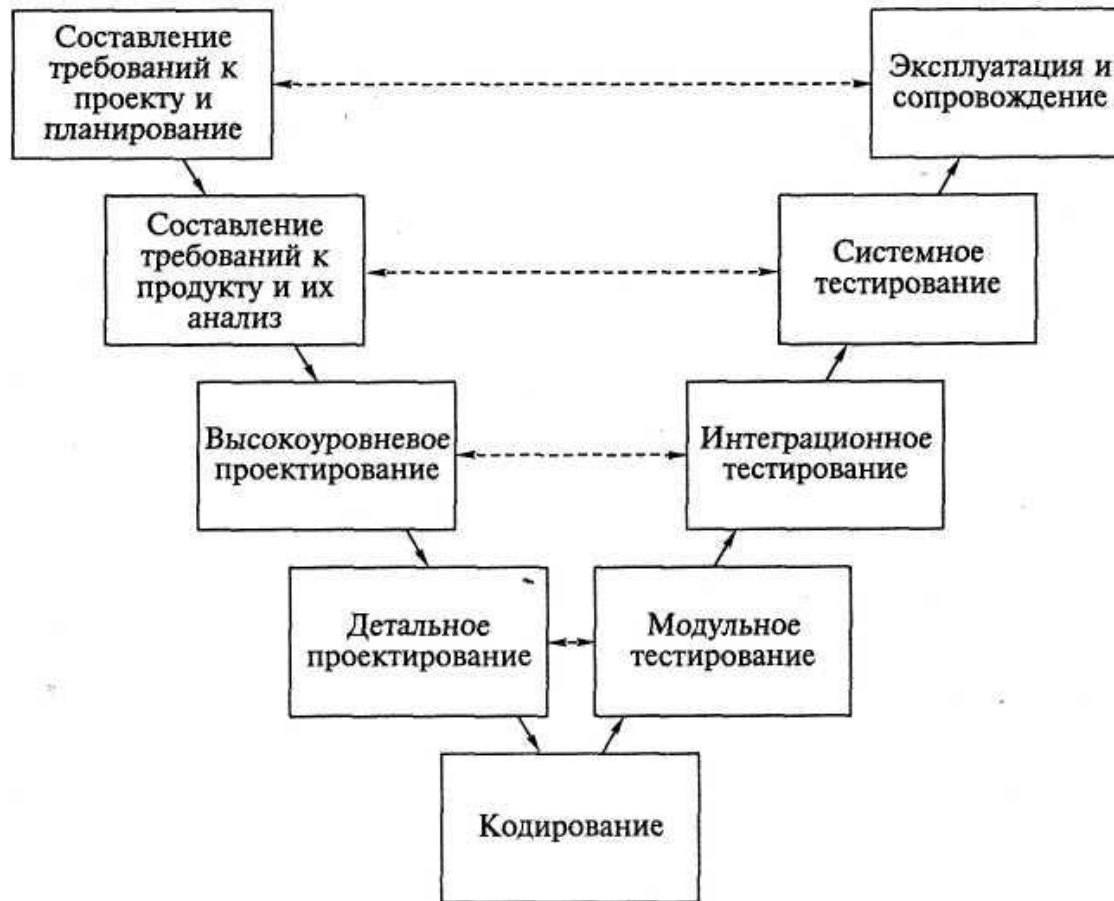 Составление
требований к
проекту и
планирование
Эксплуатация и
сопровождение
Составление
требований к
продукту и их
анализ
Системное
тестирование
Высокоуровневое
проектирование
Интеграционное
тестирование
Детальное
проектирование
Модульное
тестирование
Кодирование